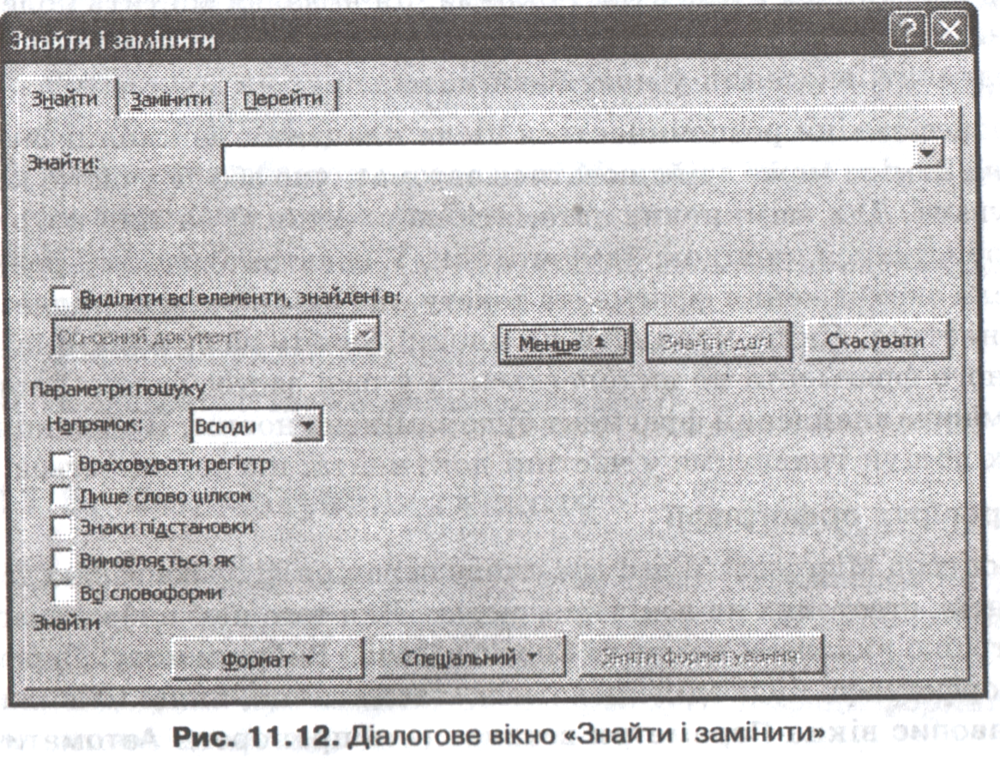 Знайти і замінити
Знайти Замінити Перейти
Знайти:
Виділити всі елементи, знайдені в:
Основний документ
Менше Знайти далі Скасувати
Параметри пошуку
Напрямок: Всюди
Враховувати регістр
Лише слово цілком
Знаки підстановки
Вимовляється як
Всі словоформи
Знайти
Формат Спеціальний Зняти форматування
Рис. 11.12. Діалогове вікно «Знайти і замінити»